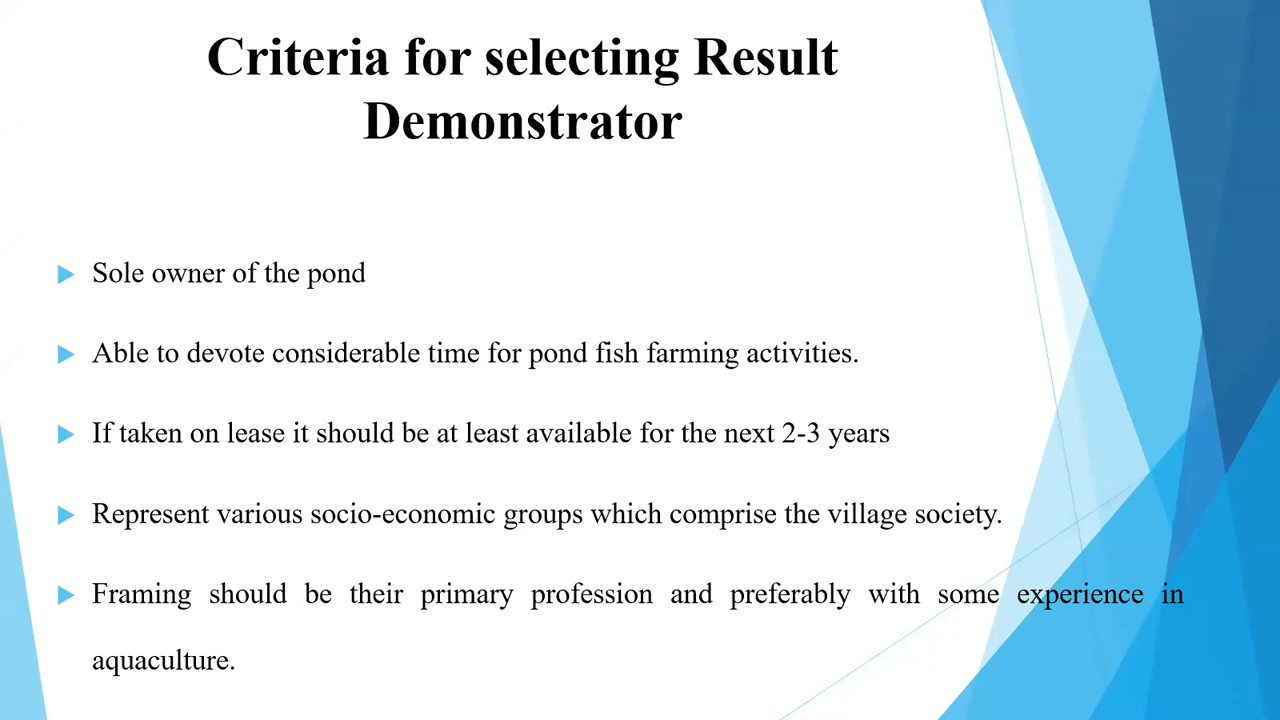 Criteria for selecting Result
Demonstrator
Sole owner of the pond
Able to devote considerable time for pond fish farming activities.
If taken on lease it should be at least available for the next 2-3 years
Represent various socio-economic groups which comprise the village society.
Framing should be their primary profession and preferably with some experience in
aquaculture.